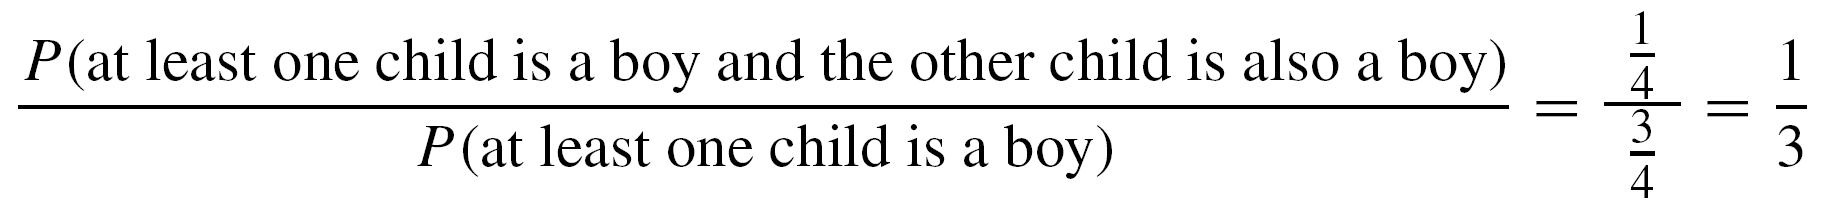 P(at least one child is a boy and the other child is also a boy) / P(at least one child is a boy) = (1/4) / (3/4) = 1/3